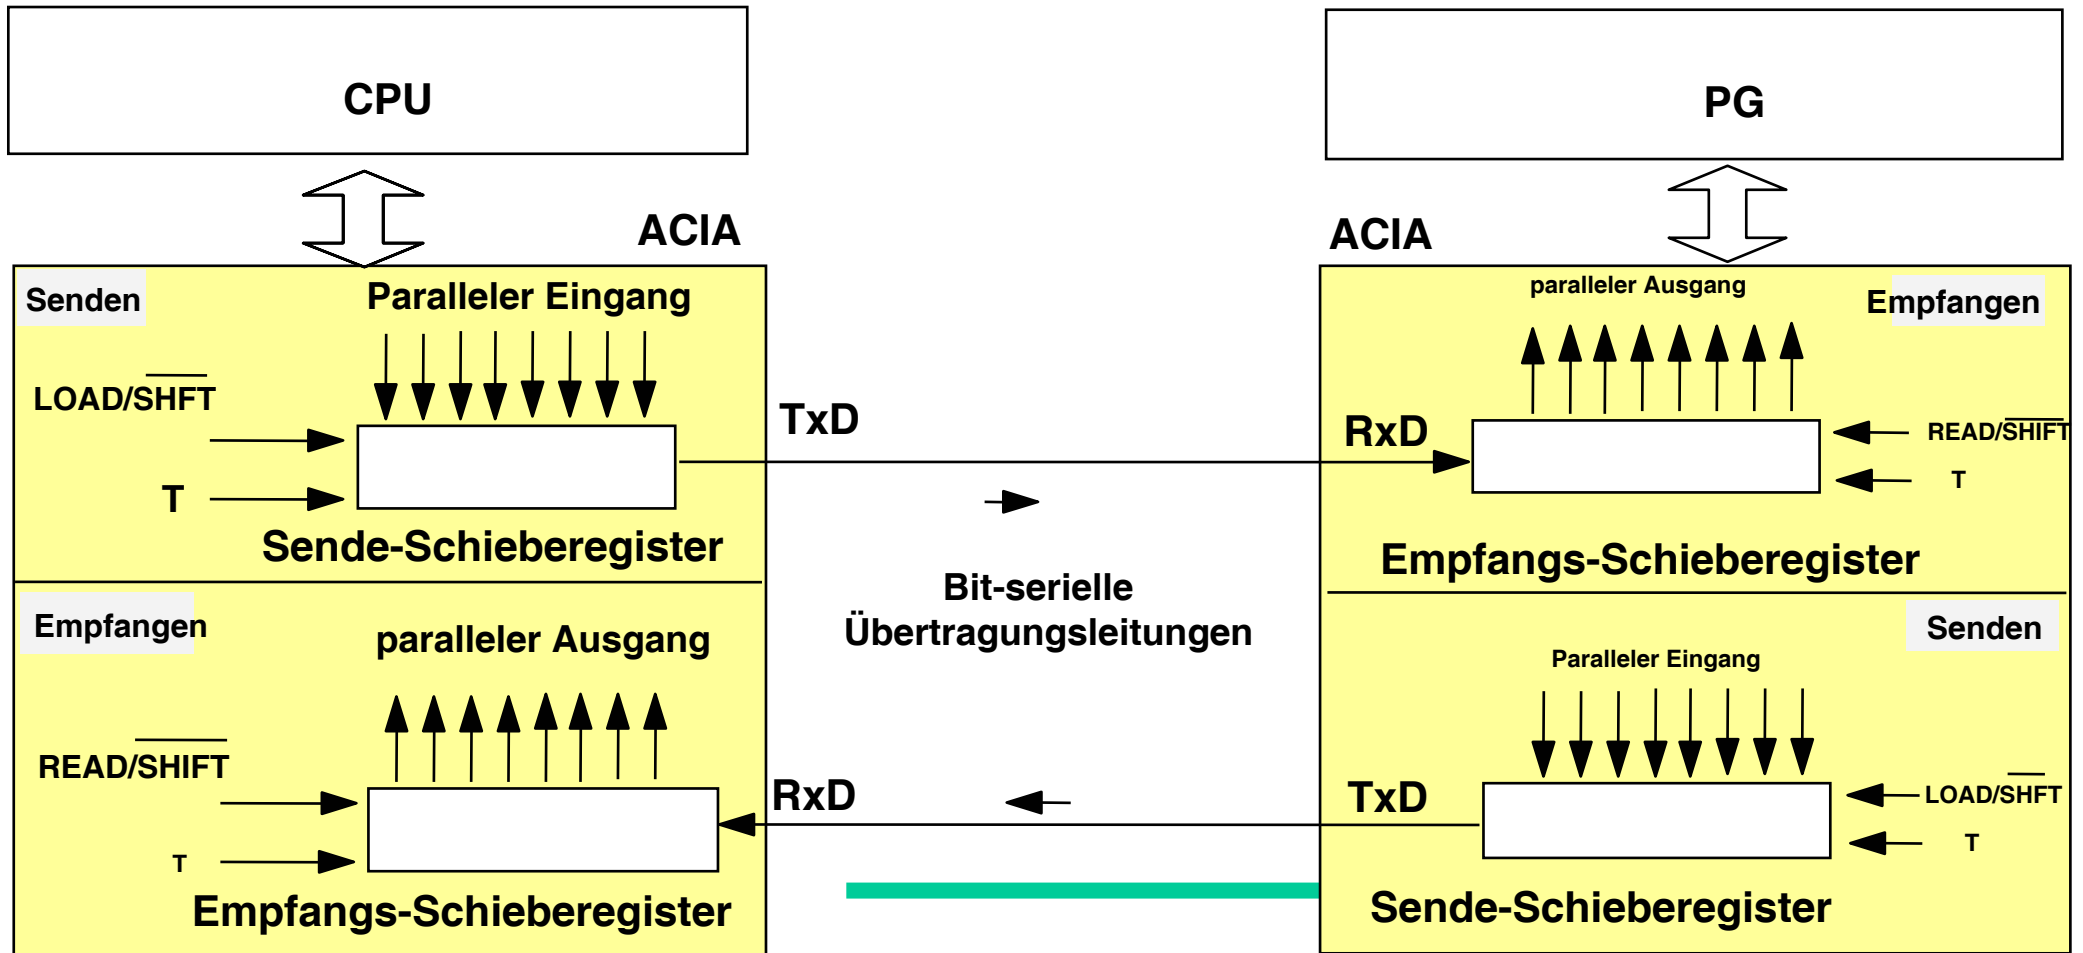 CPU
PG
ACIA
ACIA
Senden
Paralleler Eingang
LOAD/SHFT
T
Sende-Schieberegister
TxD
paralleler Ausgang
Empfangen
RxD
READ/SHIFT
T
Empfangs-Schieberegister
Bit-serielle
Übertragungsleitungen
Empfangen
paralleler Ausgang
READ/SHIFT
T
Empfangs-Schieberegister
RxD
Senden
Paralleler Eingang
TxD
LOAD/SHFT
T
Sende-Schieberegister